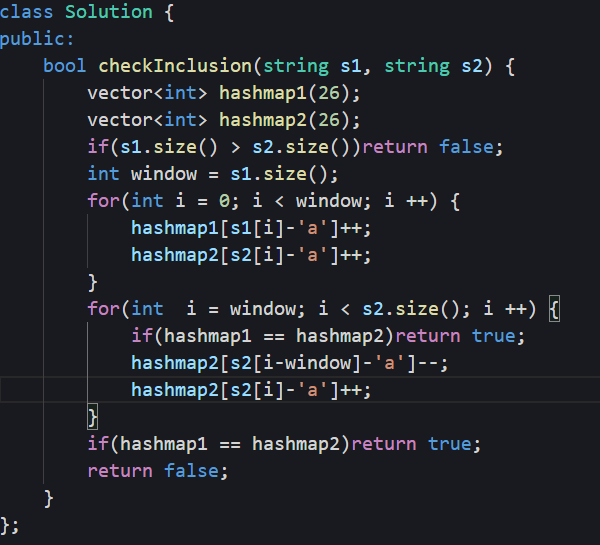 class Solution {
public:
    bool checkInclusion(string s1, string s2) {
        vector<int> hashmap1(26);
        vector<int> hashmap2(26);
        if(s1.size() > s2.size())return false;
        int window = s1.size();
        for(int i = 0; i < window; i ++) {
            hashmap1[s1[i]-'a']++;
            hashmap2[s2[i]-'a']++;
        }
        for(int  i = window; i < s2.size(); i ++) {
            if(hashmap1 == hashmap2)return true;
            hashmap2[s2[i-window]-'a']--;
            hashmap2[s2[i]-'a']++;
        }
        if(hashmap1 == hashmap2)return true;
        return false;
    }
};